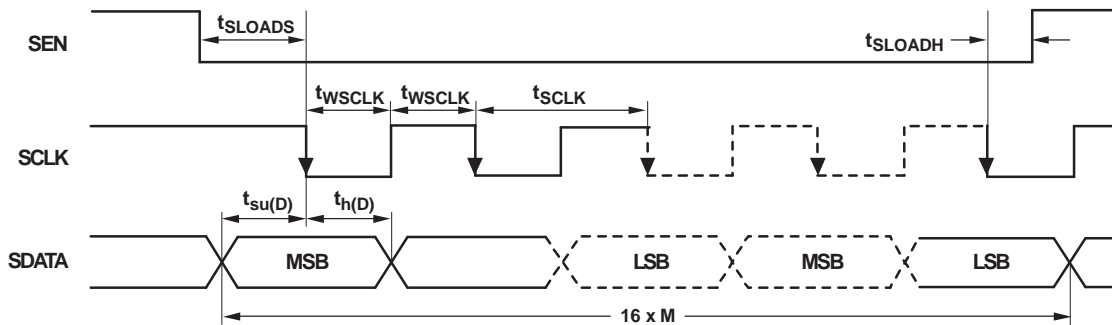 tSLOADS
SEN
tSLOADH
tWSCLK
tWSCLK
tSCLK
SCLK
tsu(D)
th(D)
SDATA
MSB
LSB
MSB
LSB
16 x M